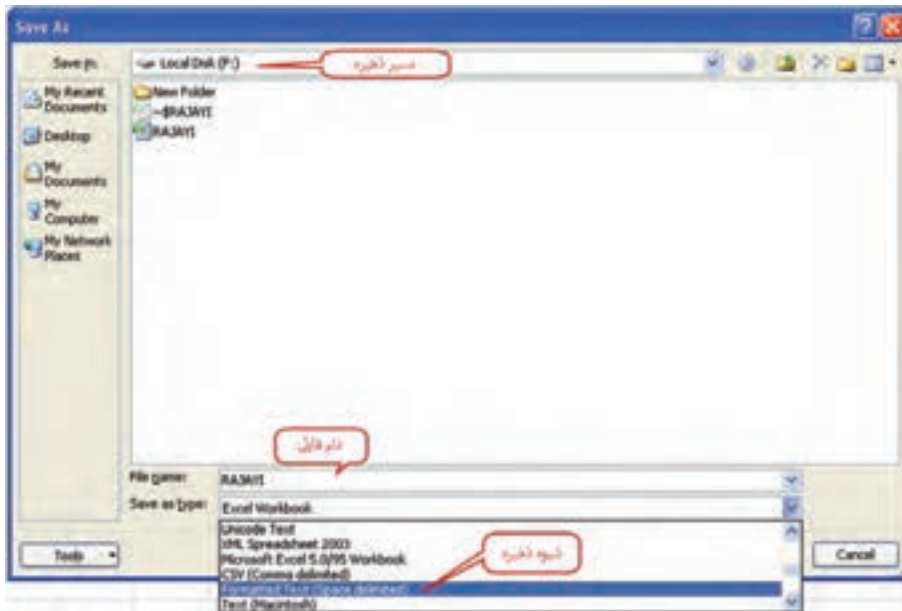 Save As
Save in:
Local Disk (F:)
مسیر ذخیره
My Recent
Documents
Desktop
My
Documents
My
Computer
My Network
Places
New Folder
~$RAJAYI
RAJAYI
نام فایل
File name:
RAJAYI
Save as type:
Excel Workbook
Unicode Text
XML Spreadsheet 2003
Microsoft Excel 5.0/95 Workbook
CSV (Comma delimited)
Formatted Text (Space delimited)
Text (Macintosh)
شیوه ذخیره
Tools
Cancel